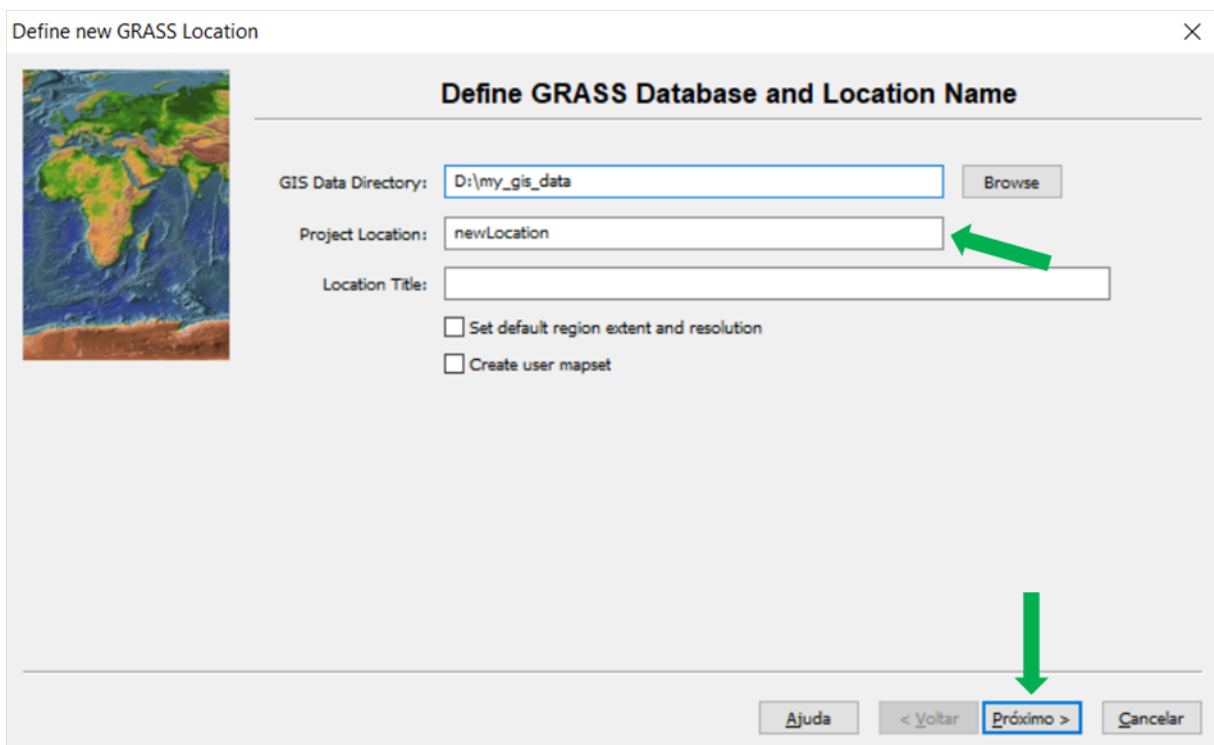 Define new GRASS Location
Define GRASS Database and Location Name
GIS Data Directory: D:\my_gis_data Browse
Project Location: newLocation
Location Title:
Set default region extent and resolution
Create user mapset
Ajuda < Voltar Próximo > Cancelar